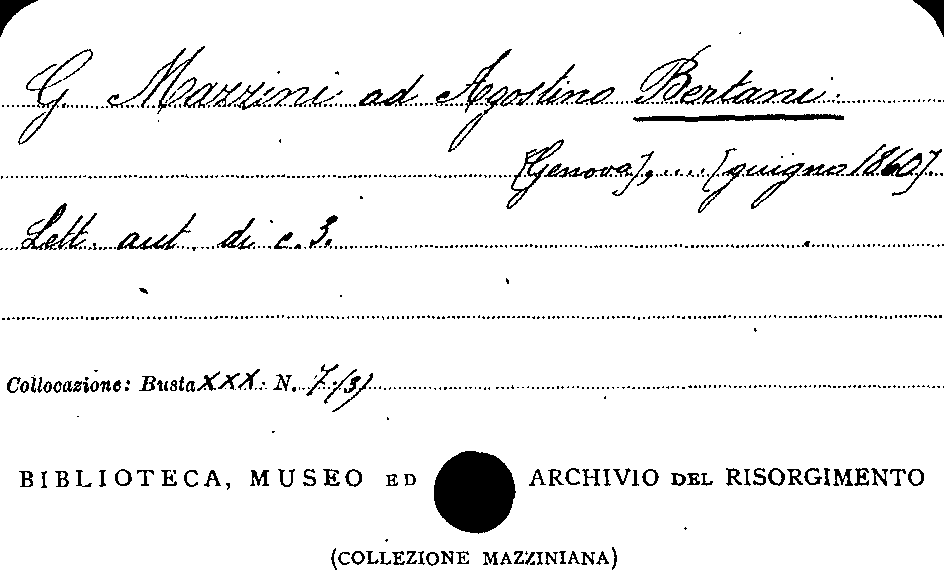 G. Mazzini ad Agostino Bertani.
[Genova], .... [giugno 1860].
Lett. aut. di c. 3.
Collocazione: Busta XXX. N. 7 (3)
BIBLIOTECA, MUSEO ED ARCHIVIO DEL RISORGIMENTO
(COLLEZIONE MAZZINIANA)